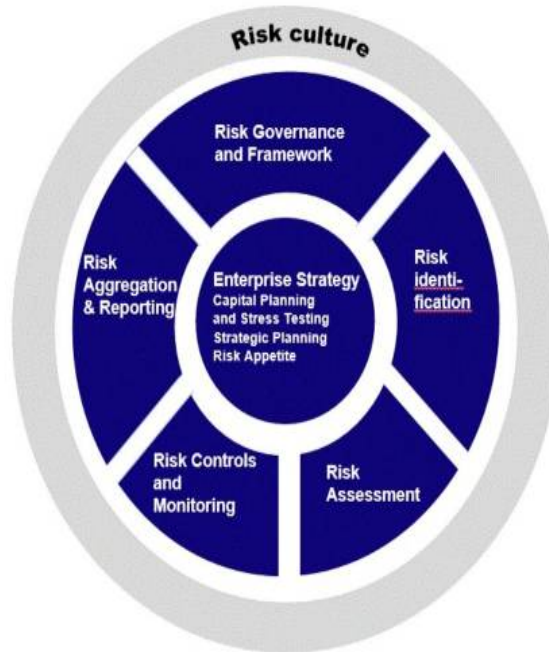 Risk culture
Risk Governance
and Framework
Risk
Aggregation
& Reporting
Enterprise Strategy
Capital Planning
and Stress Testing
Strategic Planning
Risk Appetite
Risk
identi-
fication
Risk Controls
and
Monitoring
Risk
Assessment